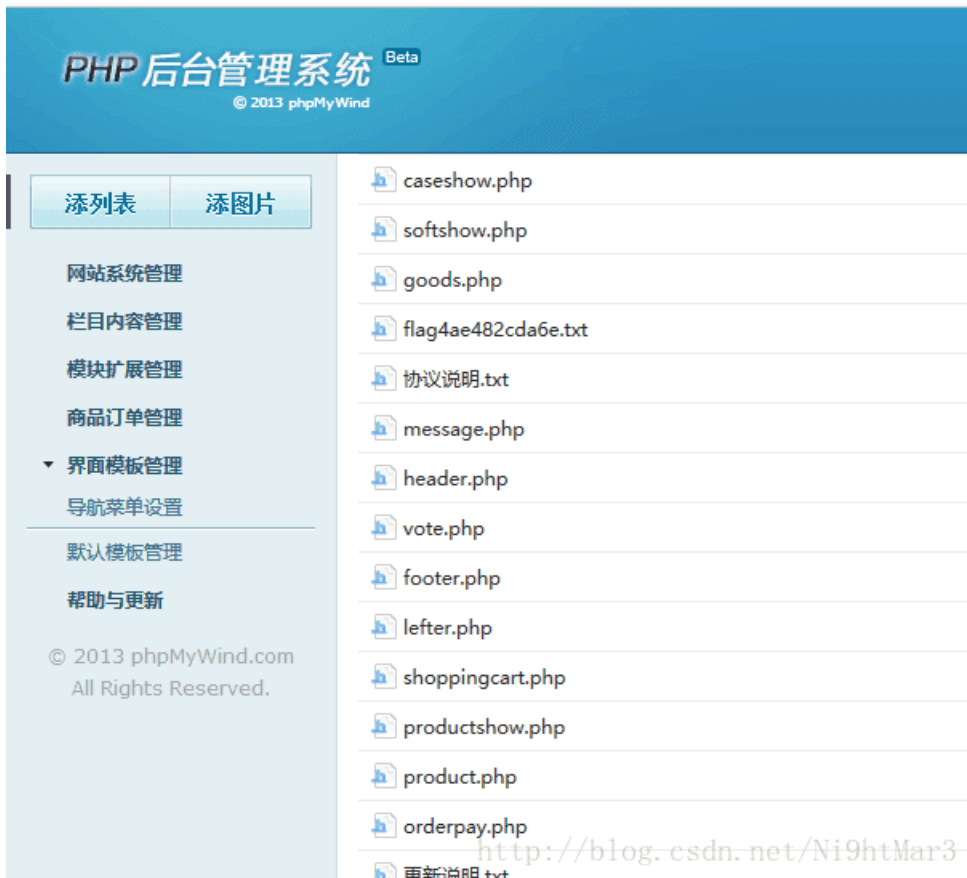 PHP后台管理系统 Beta
© 2013 phpMyWind
添列表 添图片
网站系统管理
栏目内容管理
模块扩展管理
商品订单管理
界面模板管理
导航菜单设置
默认模板管理
帮助与更新
© 2013 phpMyWind.com
All Rights Reserved.
caseshow.php
softshow.php
goods.php
flag4ae482cda6e.txt
协议说明.txt
message.php
header.php
vote.php
footer.php
lefter.php
shoppingcart.php
productshow.php
product.php
orderpay.php
http://blog.csdn.net/Ni9htMar3
更新说明.txt